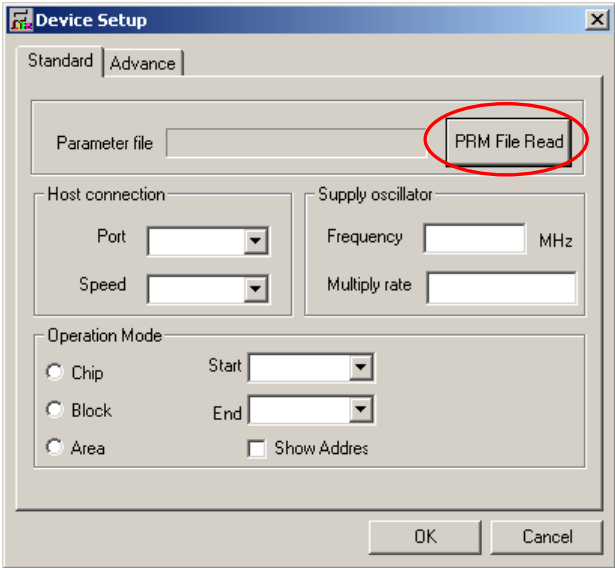 Device Setup
Standard Advance
Parameter file PRM File Read
Host connection Supply oscillator
Port Frequency MHz
Speed Multiply rate
Operation Mode
Chip Start
Block End
Area Show Addres
OK Cancel